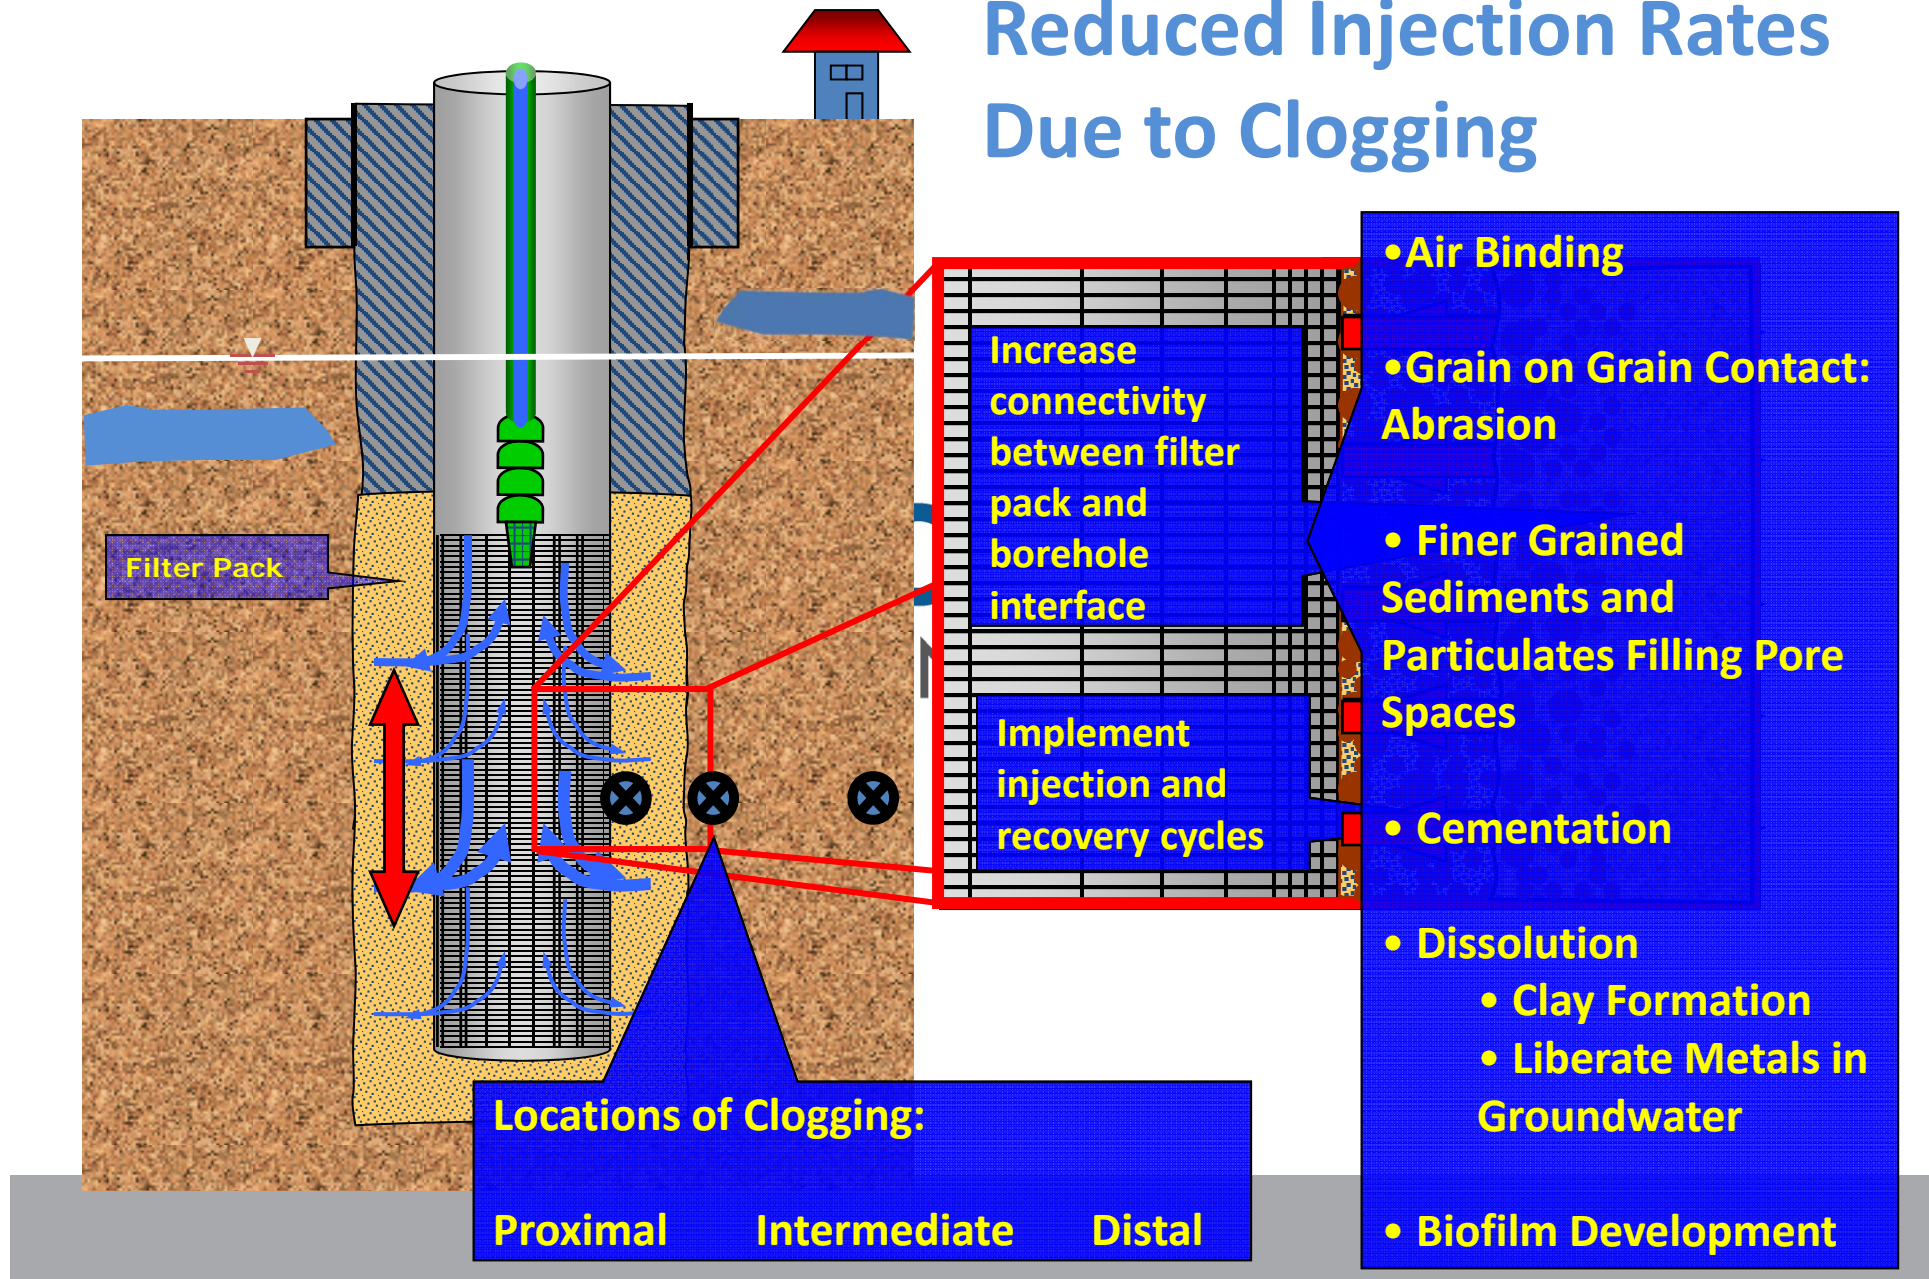 Reduced Injection Rates
Due to Clogging
Filter Pack
Increase
connectivity
between filter
pack and
borehole
interface
Implement
injection and
recovery cycles
•Air Binding
•Grain on Grain Contact:
Abrasion
• Finer Grained
Sediments and
Particulates Filling Pore
Spaces
• Cementation
• Dissolution
• Clay Formation
• Liberate Metals in
Groundwater
• Biofilm Development
Locations of Clogging:
Proximal Intermediate Distal